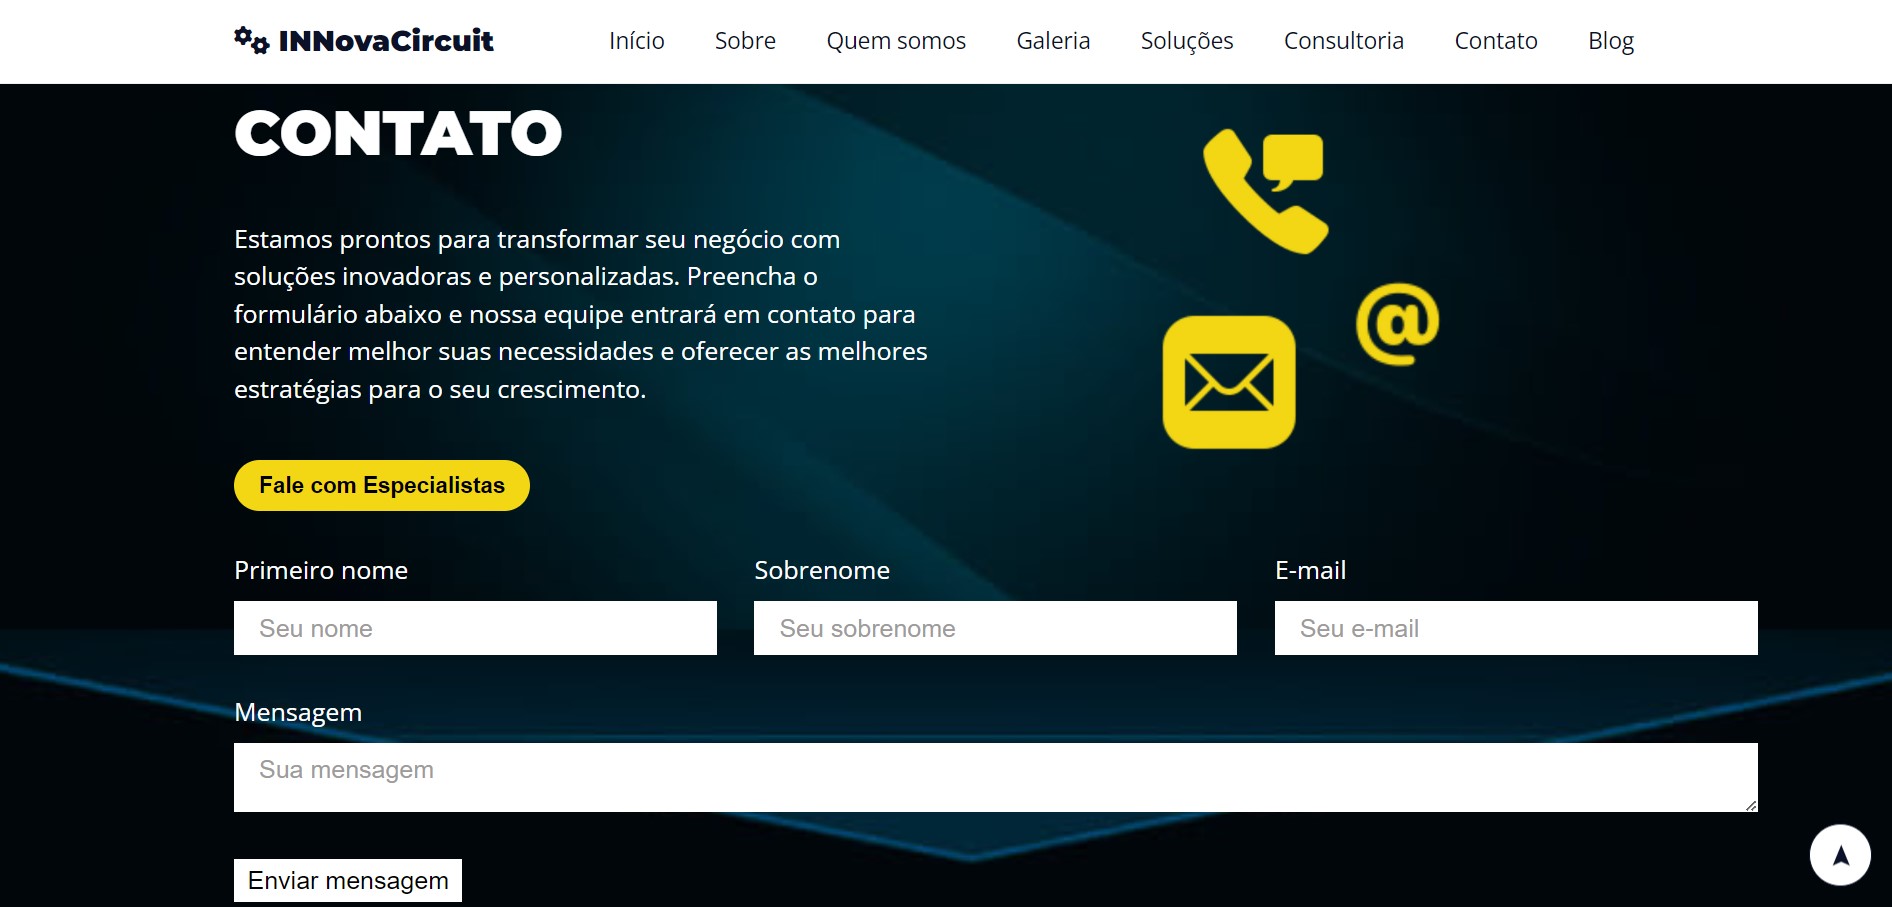 INNovaCircuit
Início
Sobre
Quem somos
Galeria
Soluções
Consultoria
Contato
Blog
CONTATO
Estamos prontos para transformar seu negócio com
soluções inovadoras e personalizadas. Preencha o
formulário abaixo e nossa equipe entrará em contato para
entender melhor suas necessidades e oferecer as melhores
estratégias para o seu crescimento.
@
Fale com Especialistas
Primeiro nome
Sobrenome
E-mail
Seu nome
Seu sobrenome
Seu e-mail
Mensagem
Sua mensagem
Enviar mensagem